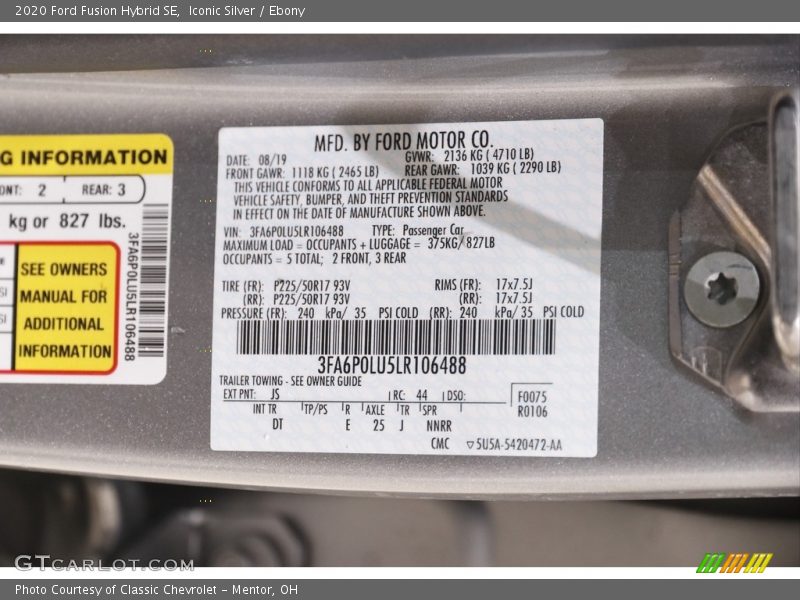 2020 Ford Fusion Hybrid SE, Iconic Silver / Ebony
G INFORMATION
ONT: 2 REAR: 3
kg or 827 lbs.
SEE OWNERS
MANUAL FOR
ADDITIONAL
INFORMATION
3FA6P0LU5LR106488
MFD. BY FORD MOTOR CO.
DATE: 08/19 GVWR: 2136 KG ( 4710 LB)
FRONT GAWR: 1118 KG ( 2465 LB) REAR GAWR: 1039 KG ( 2290 LB)
THIS VEHICLE CONFORMS TO ALL APPLICABLE FEDERAL MOTOR
VEHICLE SAFETY, BUMPER, AND THEFT PREVENTION STANDARDS
IN EFFECT ON THE DATE OF MANUFACTURE SHOWN ABOVE.
VIN: 3FA6P0LU5LR106488 TYPE: Passenger Car
MAXIMUM LOAD = OCCUPANTS + LUGGAGE = 375KG/ 827LB
OCCUPANTS = 5 TOTAL; 2 FRONT, 3 REAR
TIRE (FR): P225/50R17 93V RIMS (FR): 17x7.5J
(RR): P225/50R17 93V (RR): 17x7.5J
PRESSURE (FR): 240 kPa/ 35 PSI COLD (RR): 240 kPa/ 35 PSI COLD
3FA6P0LU5LR106488
TRAILER TOWING - SEE OWNER GUIDE
EXT PNT: JS RC: 44 DSO: F0075
INT TR TP/PS R AXLE TR SPR R0106
DT E 25 J NNRR
CMC ▽5U5A-5420472-AA
GTCARLOT.COM
Photo Courtesy of Classic Chevrolet - Mentor, OH